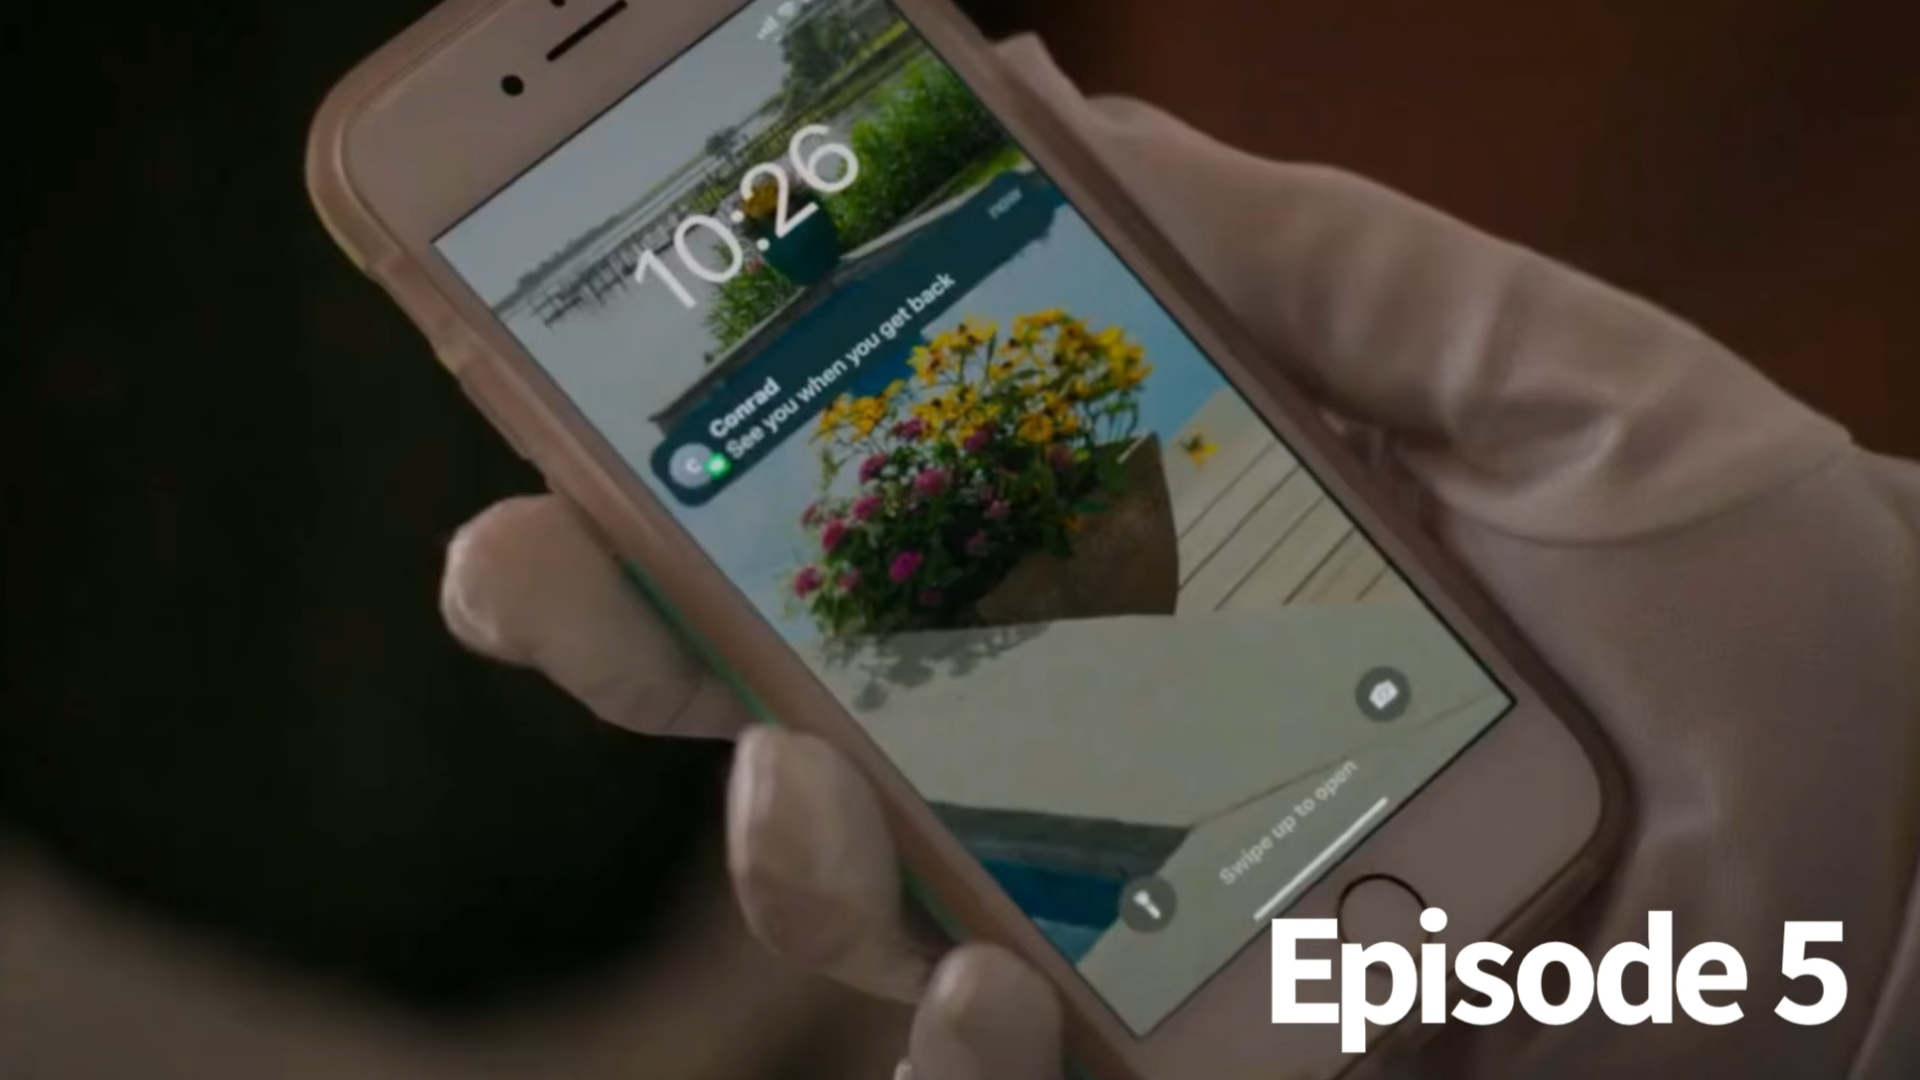 10:26
now
Conrad
See you when you get back
C
Swipe up to open
Episode 5